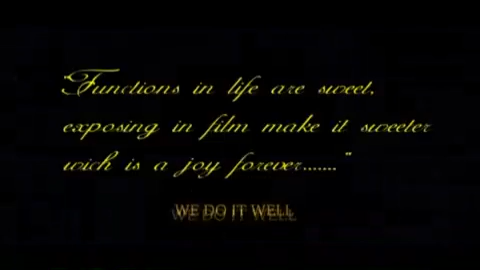 "Functions in life are sweet,
exposing in film make it sweeter
wich is a joy forever......."
WE DO IT WELL